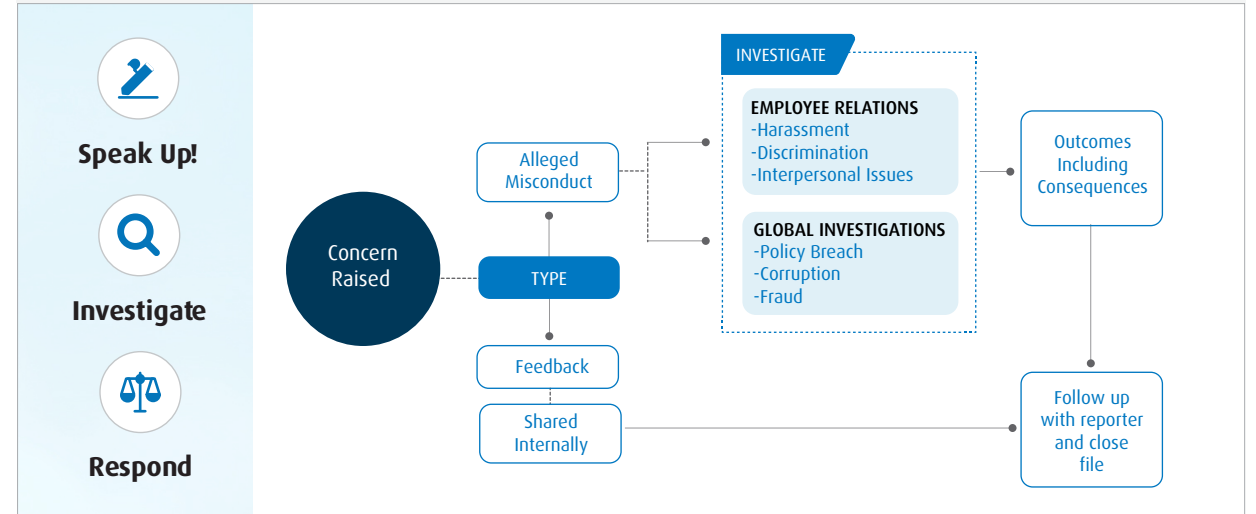 Speak Up!
Investigate
Respond
Concern
Raised
TYPE
Alleged
Misconduct
Feedback
Shared
Internally
INVESTIGATE
EMPLOYEE RELATIONS
-Harassment
-Discrimination
-Interpersonal Issues
GLOBAL INVESTIGATIONS
-Policy Breach
-Corruption
-Fraud
Outcomes
Including
Consequences
Follow up
with reporter
and close
file